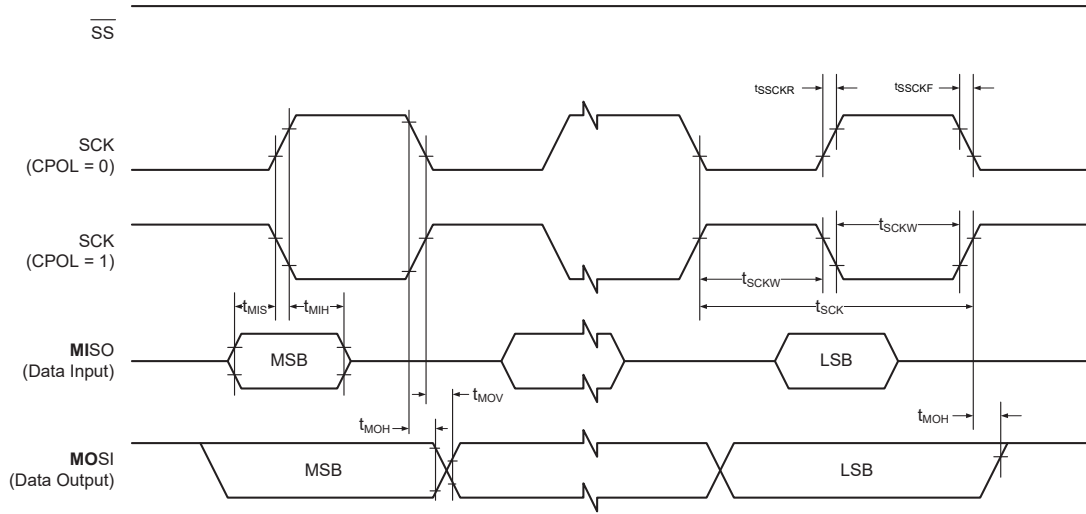 SS
tSSCKR
tSSCKF
SCK
(CPOL = 0)
SCK
(CPOL = 1)
tSCKW
tSCKW
tSCK
tMIS
tMIH
MISO
(Data Input)
MSB
LSB
tMOV
tMOH
tMOH
MOSI
(Data Output)
MSB
LSB